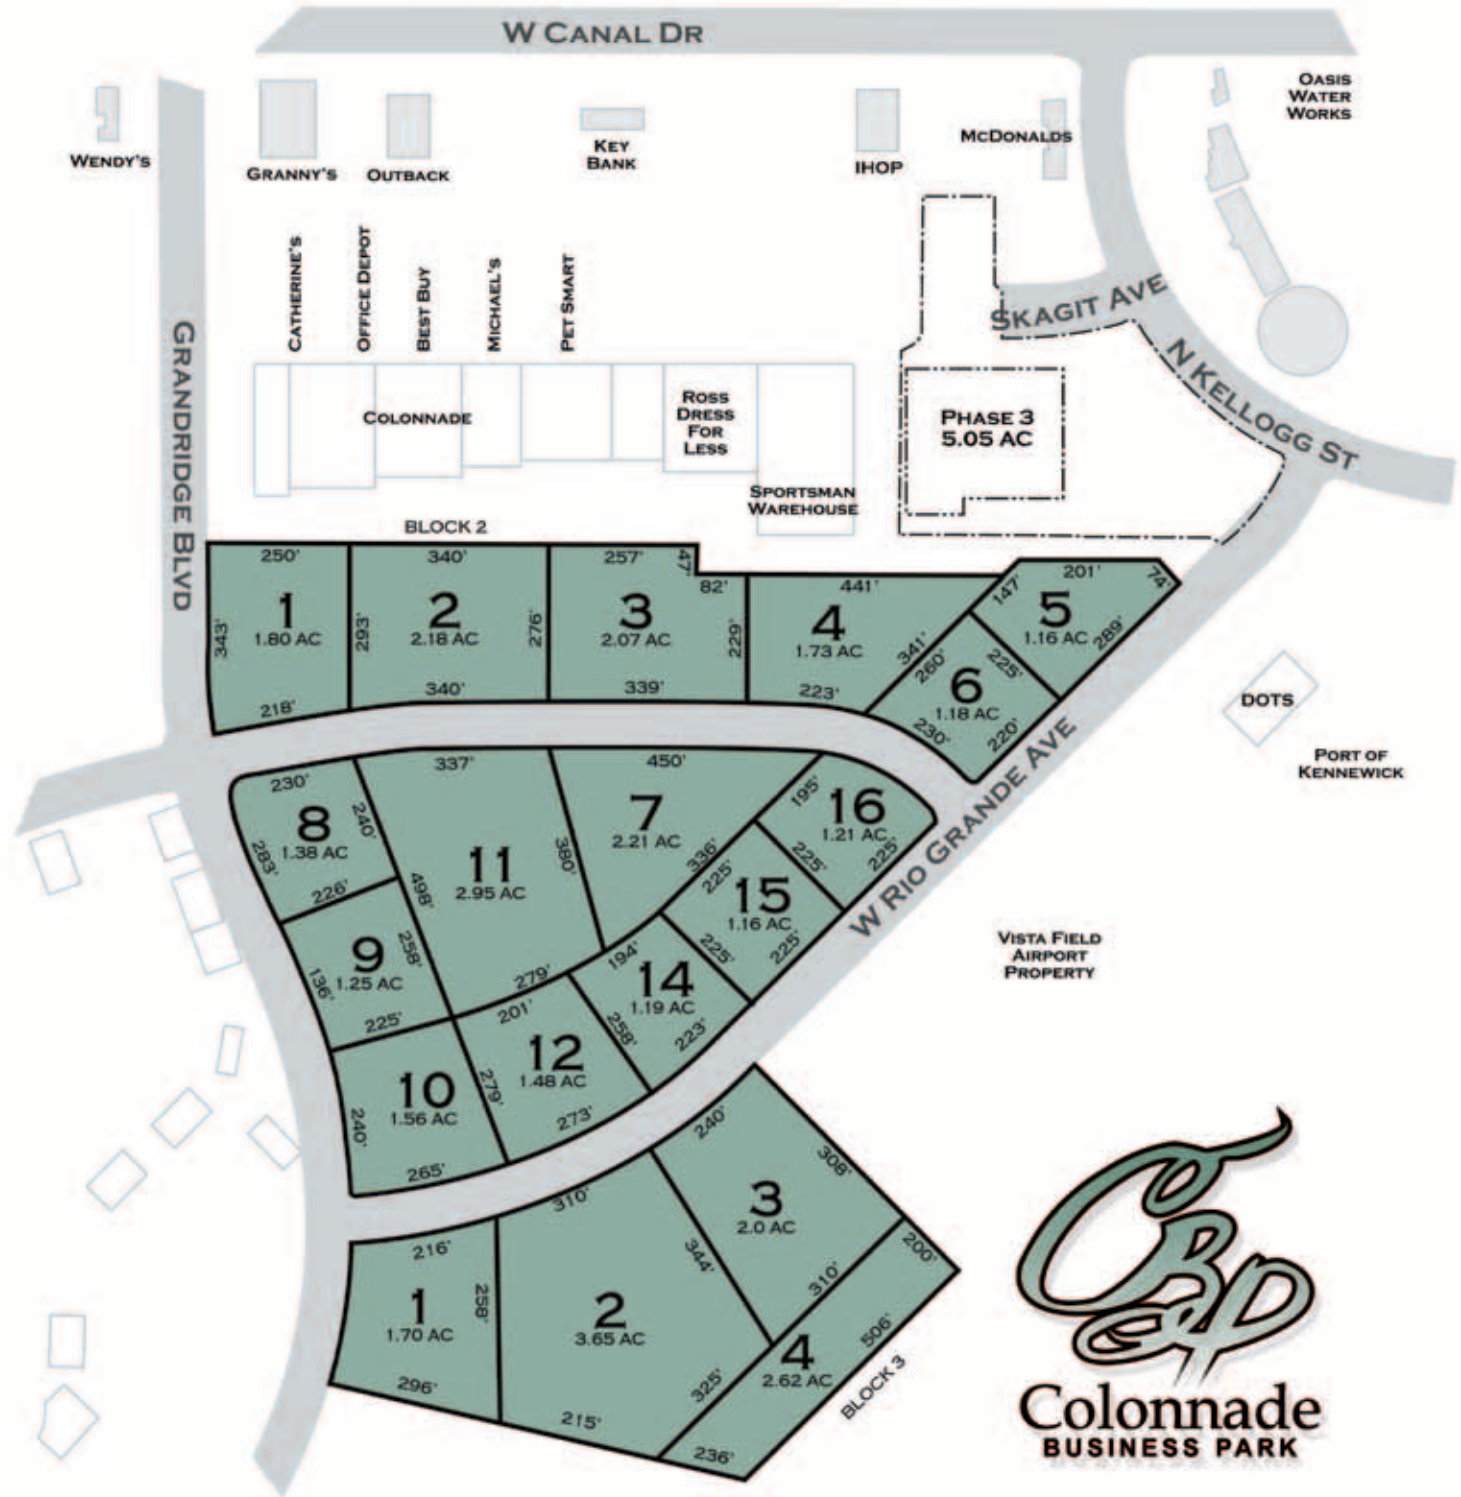 W CANAL DR
OASIS
WATER
WORKS
WENDY'S
GRANNY'S
OUTBACK
KEY
BANK
IHOP
MCDONALDS
CATHERINE'S
OFFICE DEPOT
BEST BUY
MICHAEL'S
PET SMART
SKAGIT AVE
N KELLOGG ST
GRANDRIDGE BLVD
COLONNADE
ROSS
DRESS
FOR
LESS
SPORTSMAN
WAREHOUSE
PHASE 3
5.05 AC
BLOCK 2
250'
343'
1
1.80 AC
218'
293'
340'
2
2.18 AC
340'
276'
257'
47'
82'
3
2.07 AC
339'
229'
441'
4
1.73 AC
223'
341'
147'
201'
74'
5
1.16 AC
289'
225'
260'
6
1.18 AC
230'
220'
DOTS
PORT OF
KENNEWICK
W RIO GRANDE AVE
230'
8
1.38 AC
240'
283'
226'
337'
11
2.95 AC
498'
380'
279'
450'
7
2.21 AC
336'
195'
16
1.21 AC
225'
225'
225'
15
1.16 AC
225'
225'
9
1.25 AC
258'
136'
225'
194'
14
1.19 AC
258'
223'
201'
12
1.48 AC
279'
273'
10
1.56 AC
240'
265'
VISTA FIELD
AIRPORT
PROPERTY
216'
1
1.70 AC
258'
296'
310'
2
3.65 AC
344'
325'
215'
240'
3
2.0 AC
308'
310'
200'
4
2.62 AC
506'
236'
BLOCK 3
CBP
Colonnade
BUSINESS PARK